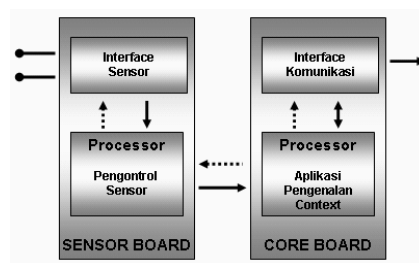 Interface
Sensor
Processor
Pengontrol
Sensor
SENSOR BOARD
Interface
Komunikasi
Processor
Aplikasi
Pengenalan
Context
CORE BOARD